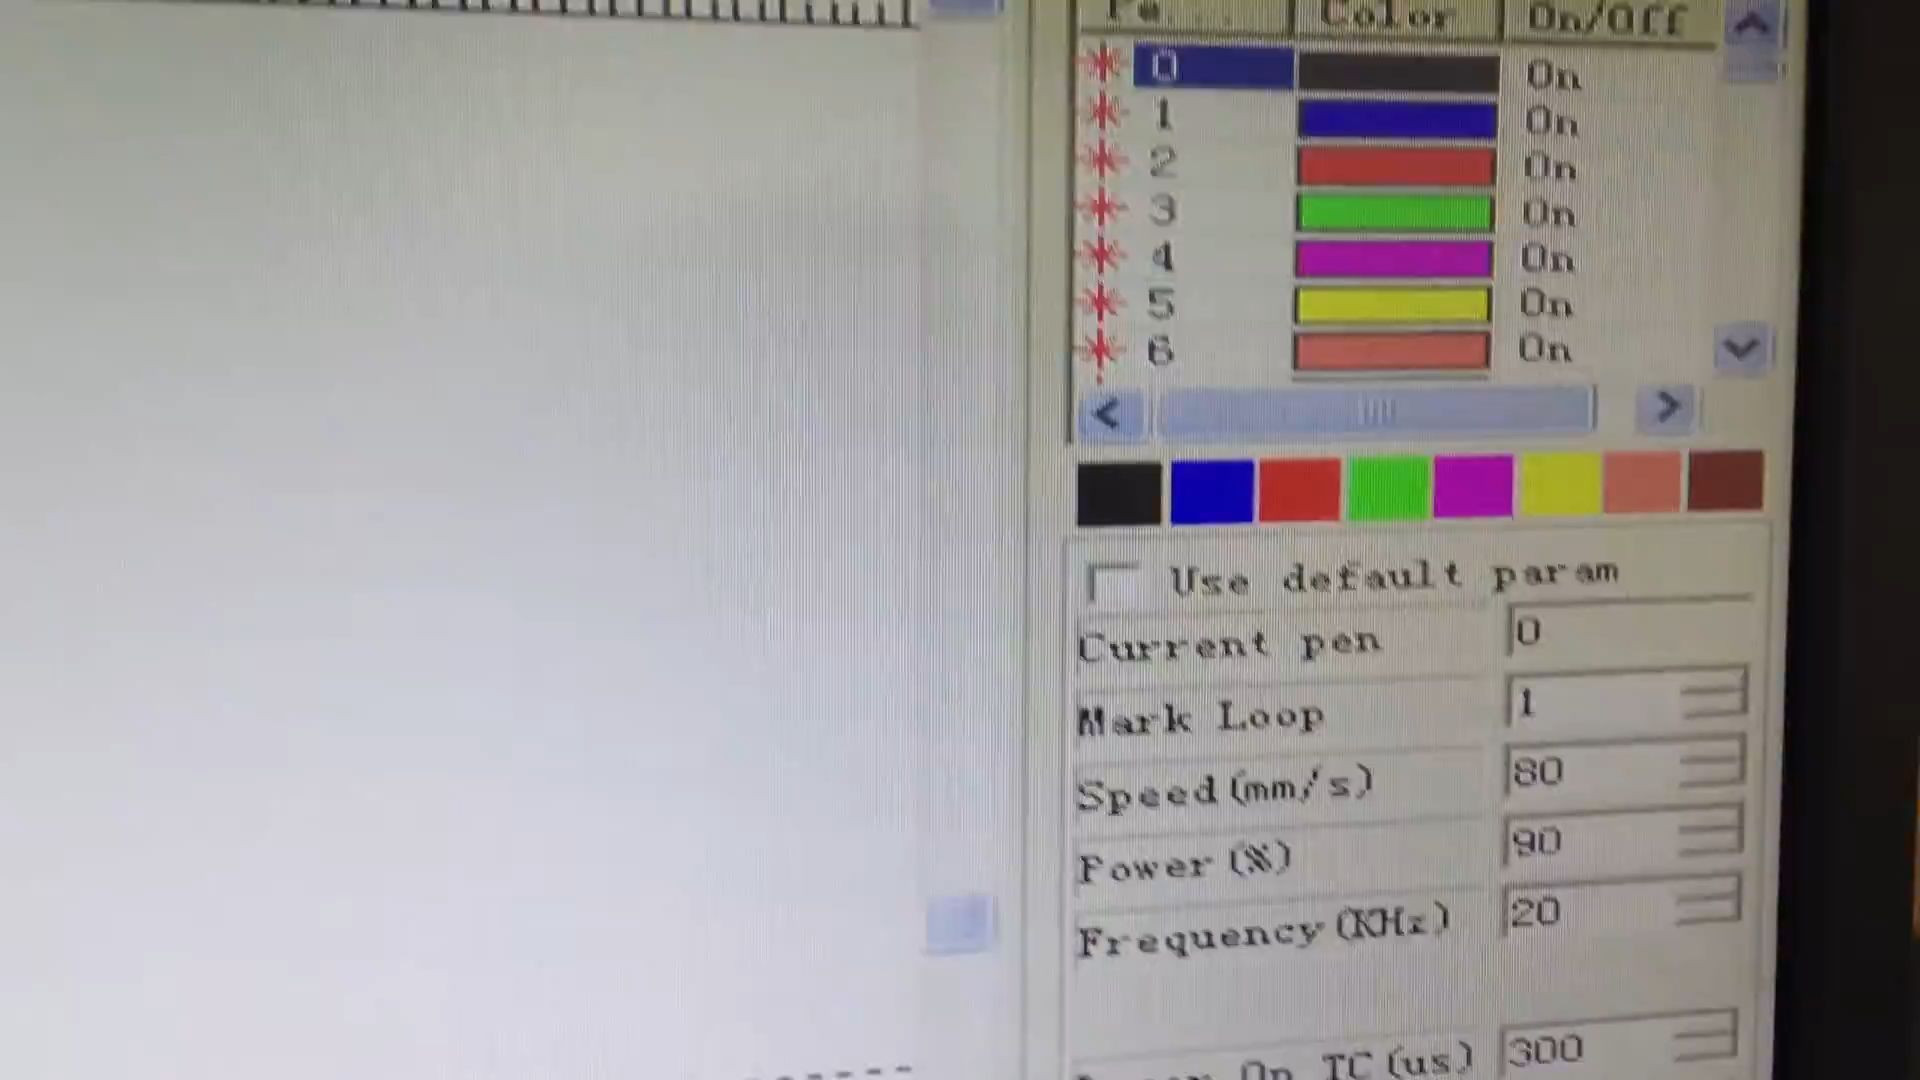 Pe... Color On/Off
0 On
1 On
2 On
3 On
4 On
5 On
6 On
Use default param
Current pen 0
Mark Loop 1
Speed(mm/s) 80
Power(%) 90
Frequency(KHz) 20
On TC(us) 300